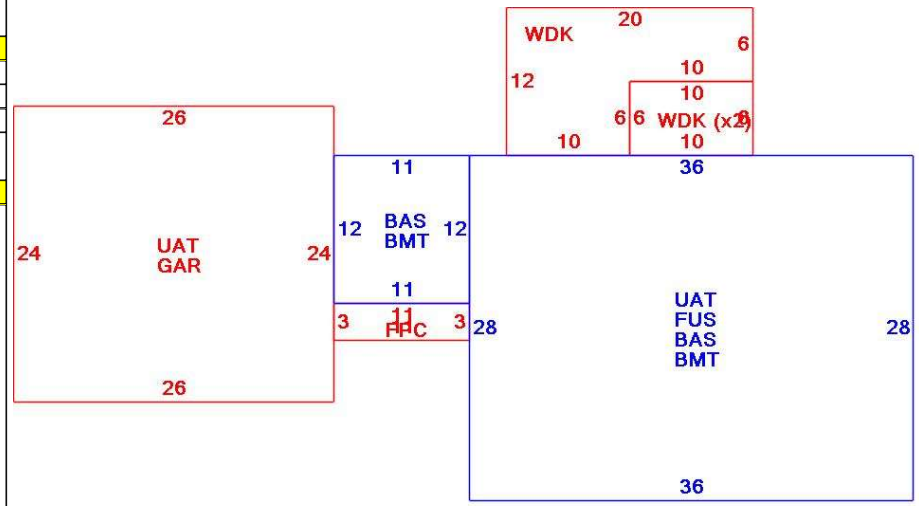 20
WDK
6
10
12
10
6 6 WDK (x2)
10 10
26
11 36
12 BAS 12
BMT
24 UAT 24
GAR
11
UAT
FUS
BAS
BMT
3 11 3
28 28
26
36